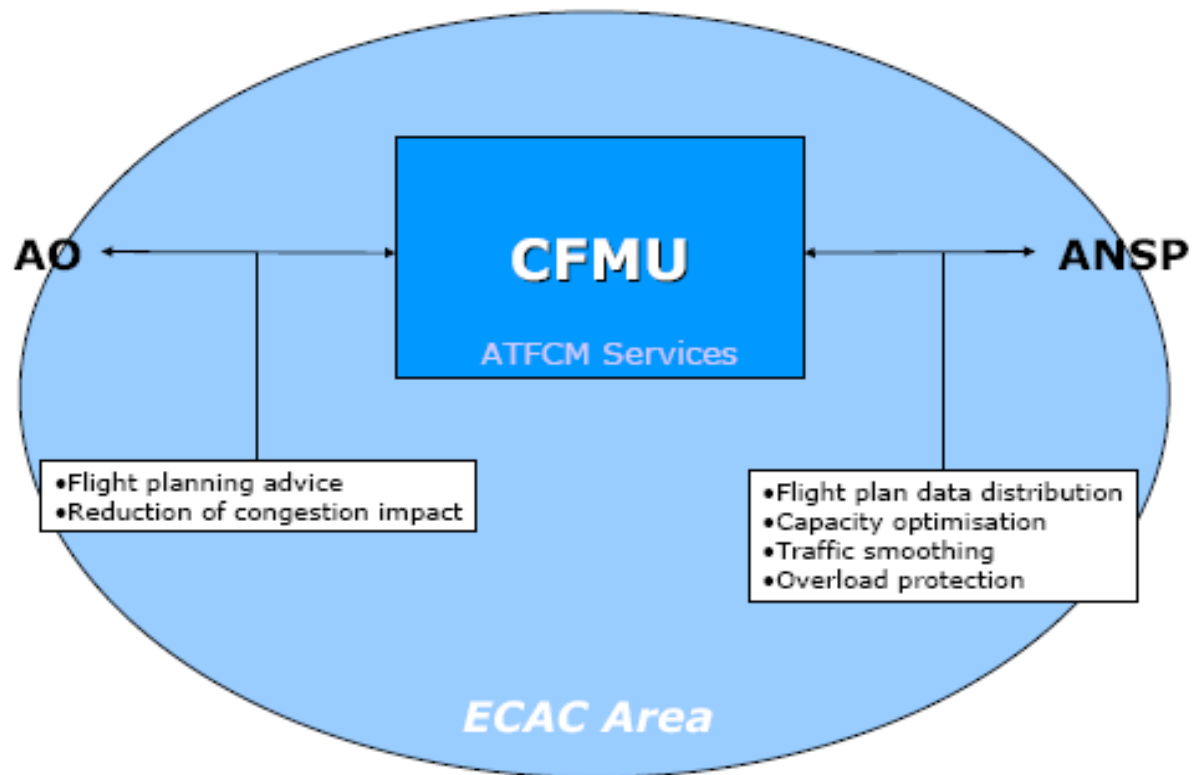 AO
CFMU
ATFCM Services
ANSP
•Flight planning advice
•Reduction of congestion impact
•Flight plan data distribution
•Capacity optimisation
•Traffic smoothing
•Overload protection
ECAC Area